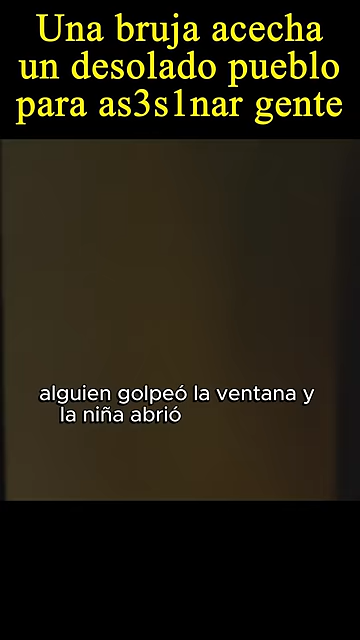 Una bruja acecha
un desolado pueblo
para as3s1nar gente
alguien golpeó la ventana y
la niña abrió